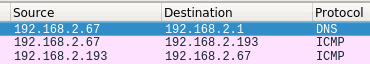 Source Destination Protocol
192.168.2.67 192.168.2.1 DNS
192.168.2.67 192.168.2.193 ICMP
192.168.2.193 192.168.2.67 ICMP